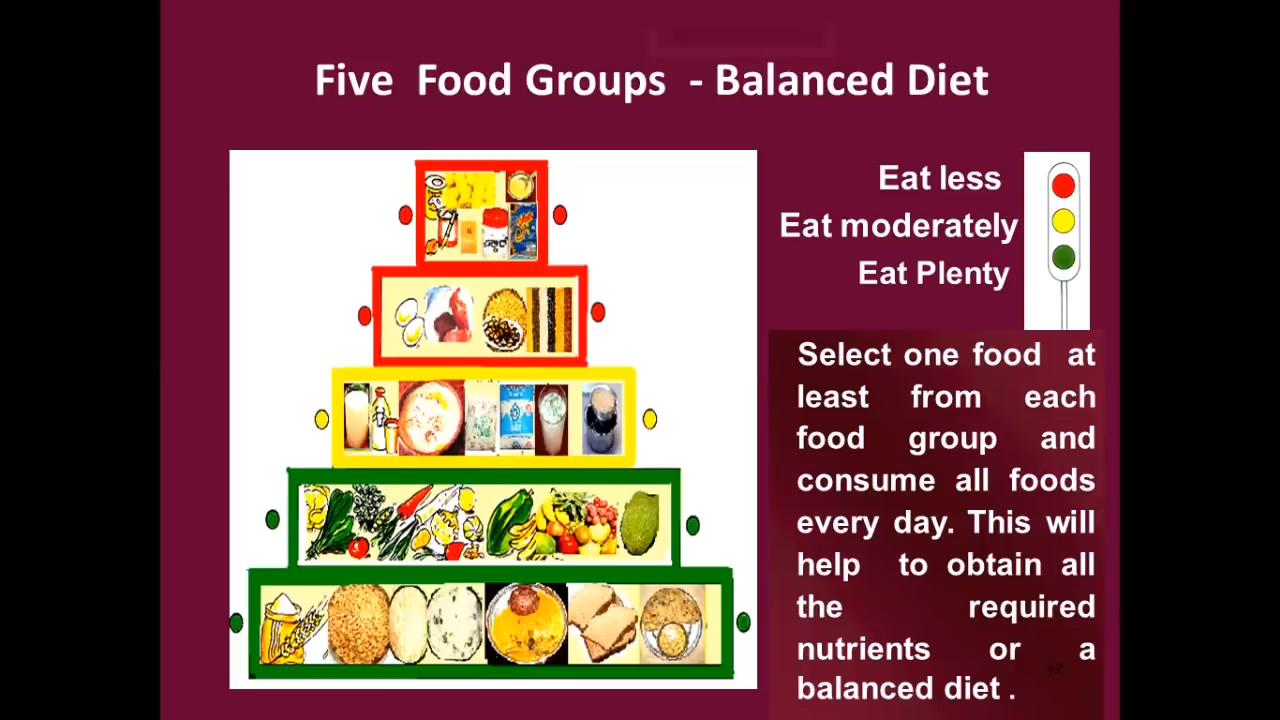 Five Food Groups - Balanced Diet
Eat less
Eat moderately
Eat Plenty
Select one food at
least from each
food group and
consume all foods
every day. This will
help to obtain all
the required
nutrients or a
balanced diet .
12